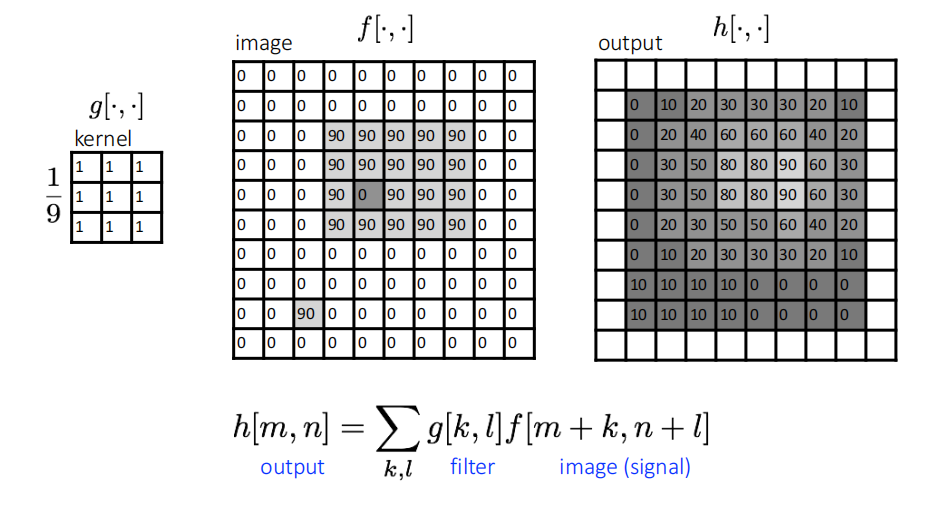 f[·,·]
h[·,·]
image
output
g[·,·]
kernel
1/9
1 1 1
1 1 1
1 1 1
0 0 0 0 0 0 0 0 0 0
0 0 0 0 0 0 0 0 0 0
0 0 0 90 90 90 90 90 0 0
0 0 0 90 90 90 90 90 0 0
0 0 0 90 0 90 90 90 0 0
0 0 0 90 90 90 90 90 0 0
0 0 0 0 0 0 0 0 0 0
0 0 0 0 0 0 0 0 0 0
0 0 90 0 0 0 0 0 0 0
0 0 0 0 0 0 0 0 0 0
0 10 20 30 30 30 20 10
0 20 40 60 60 60 40 20
0 30 50 80 80 90 60 30
0 30 50 80 80 90 60 30
0 20 30 50 50 60 40 20
0 10 20 30 30 30 20 10
10 10 10 10 0 0 0 0
10 10 10 10 0 0 0 0
h[m,n] = ∑ g[k,l] f[m+k,n+l]
k,l
output filter image (signal)